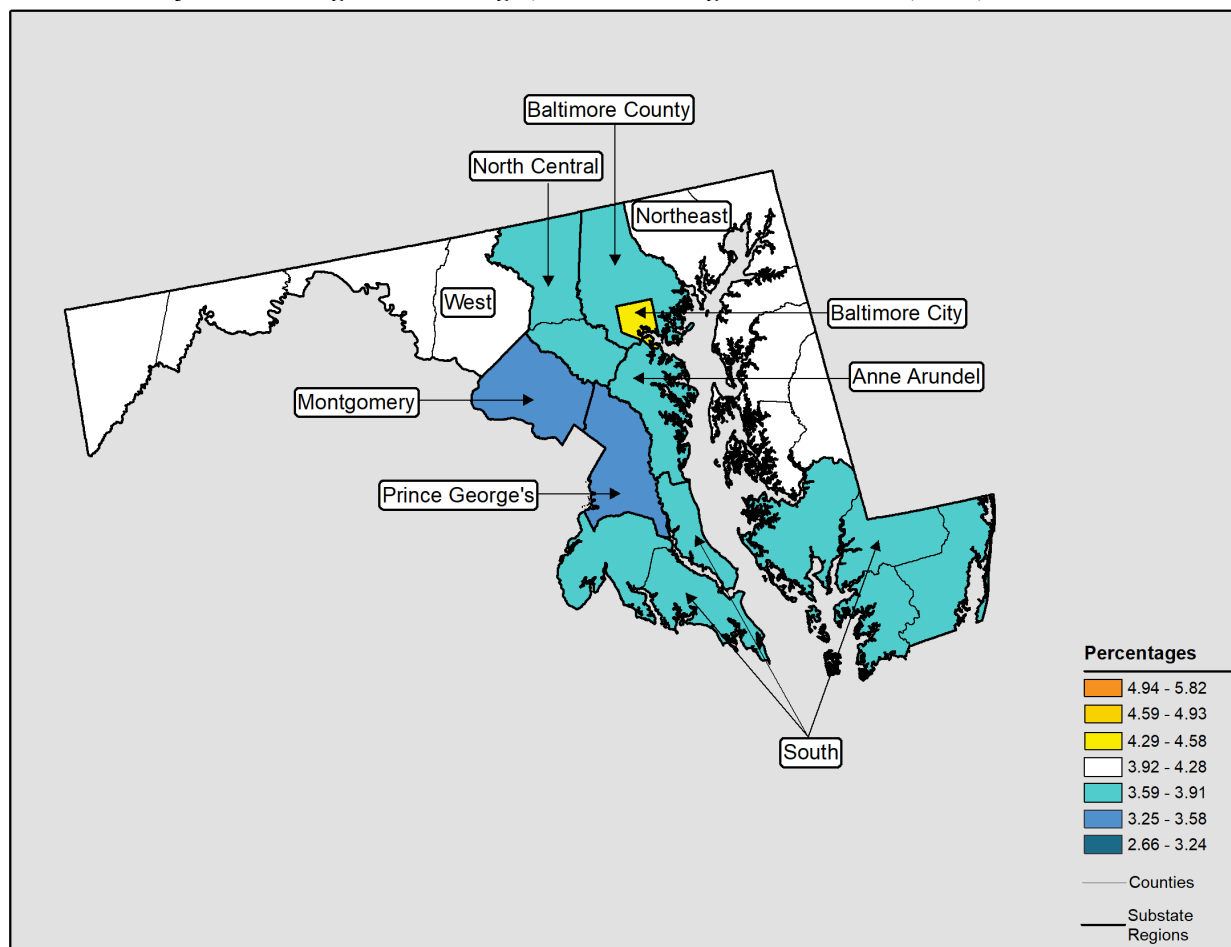 Baltimore County
North Central
Northeast
West
Baltimore City
Anne Arundel
Montgomery
Prince George's
South
Percentages
4.94 - 5.82
4.59 - 4.93
4.29 - 4.58
3.92 - 4.28
3.59 - 3.91
3.25 - 3.58
2.66 - 3.24
Counties
Substate
Regions